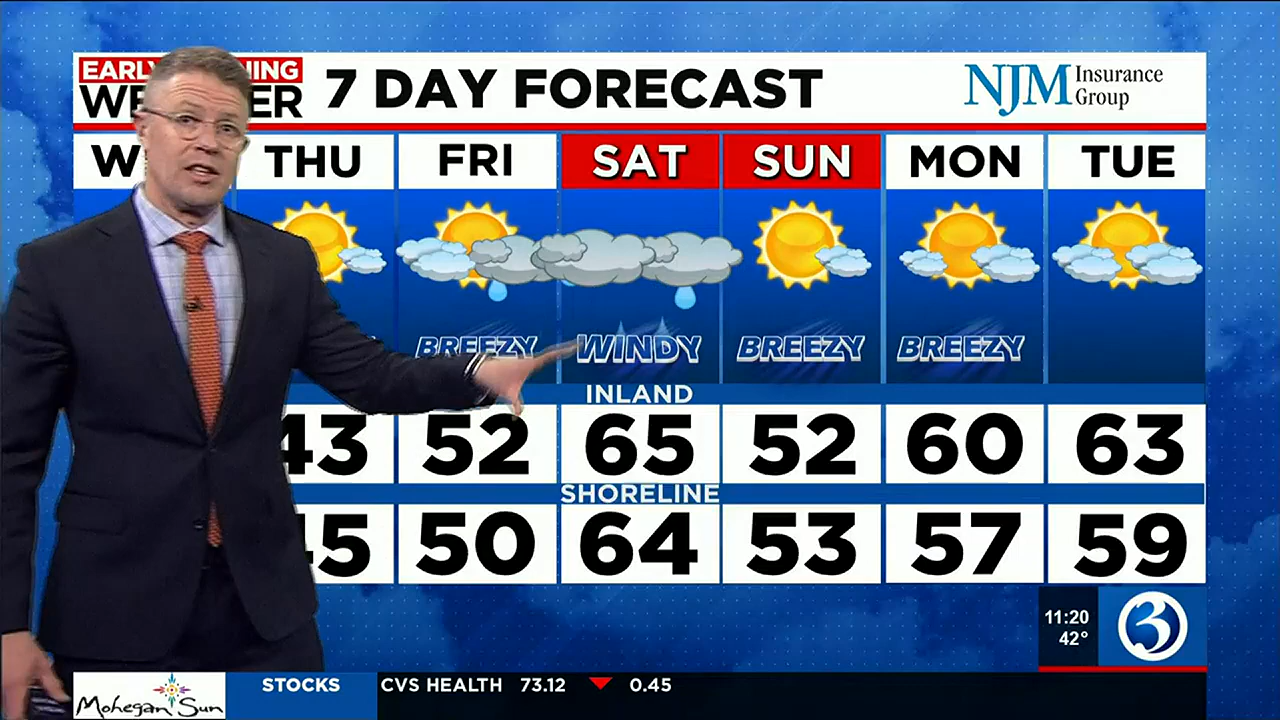 7 DAY FORECAST
NJM Insurance
Group
THU FRI SAT SUN MON TUE
BREEZY WINDY BREEZY BREEZY
INLAND
43 52 65 52 60 63
SHORELINE
50 64 53 57 59
11:20
42°
3
Mohegan Sun STOCKS CVS HEALTH 73.12 0.45